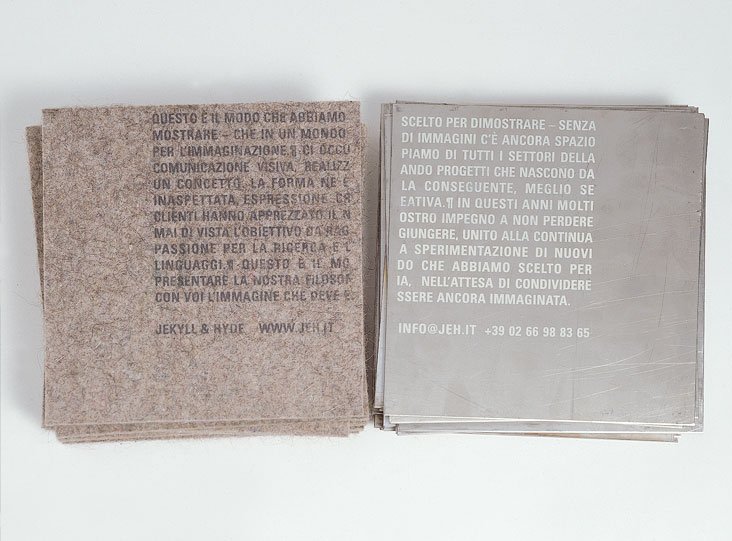 QUESTO È IL MODO CHE ABBIAMO SCELTO PER DIMOSTRARE – SENZA
MOSTRARE – CHE IN UN MONDO DI IMMAGINI C'È ANCORA SPAZIO
PER L'IMMAGINAZIONE.¶ CI OCCU PIAMO DI TUTTI I SETTORI DELLA
COMUNICAZIONE VISIVA, REALIZZ ANDO PROGETTI CHE NASCONO DA
UN CONCETTO. LA FORMA NE È LA CONSEGUENTE, MEGLIO SE
INASPETTATA, ESPRESSIONE CR EATIVA.¶ IN QUESTI ANNI MOLTI
CLIENTI HANNO APPREZZATO IL N OSTRO IMPEGNO A NON PERDERE
MAI DI VISTA L'OBIETTIVO DA RAG GIUNGERE, UNITO ALLA CONTINUA
PASSIONE PER LA RICERCA E L A SPERIMENTAZIONE DI NUOVI
LINGUAGGI.¶ QUESTO È IL MO DO CHE ABBIAMO SCELTO PER
PRESENTARE LA NOSTRA FILOSOF IA, NELL'ATTESA DI CONDIVIDERE
CON VOI L'IMMAGINE CHE DEVE E SSERE ANCORA IMMAGINATA.
JEKYLL & HYDE WWW.JEH.IT INFO@JEH.IT +39 02 66 98 83 65